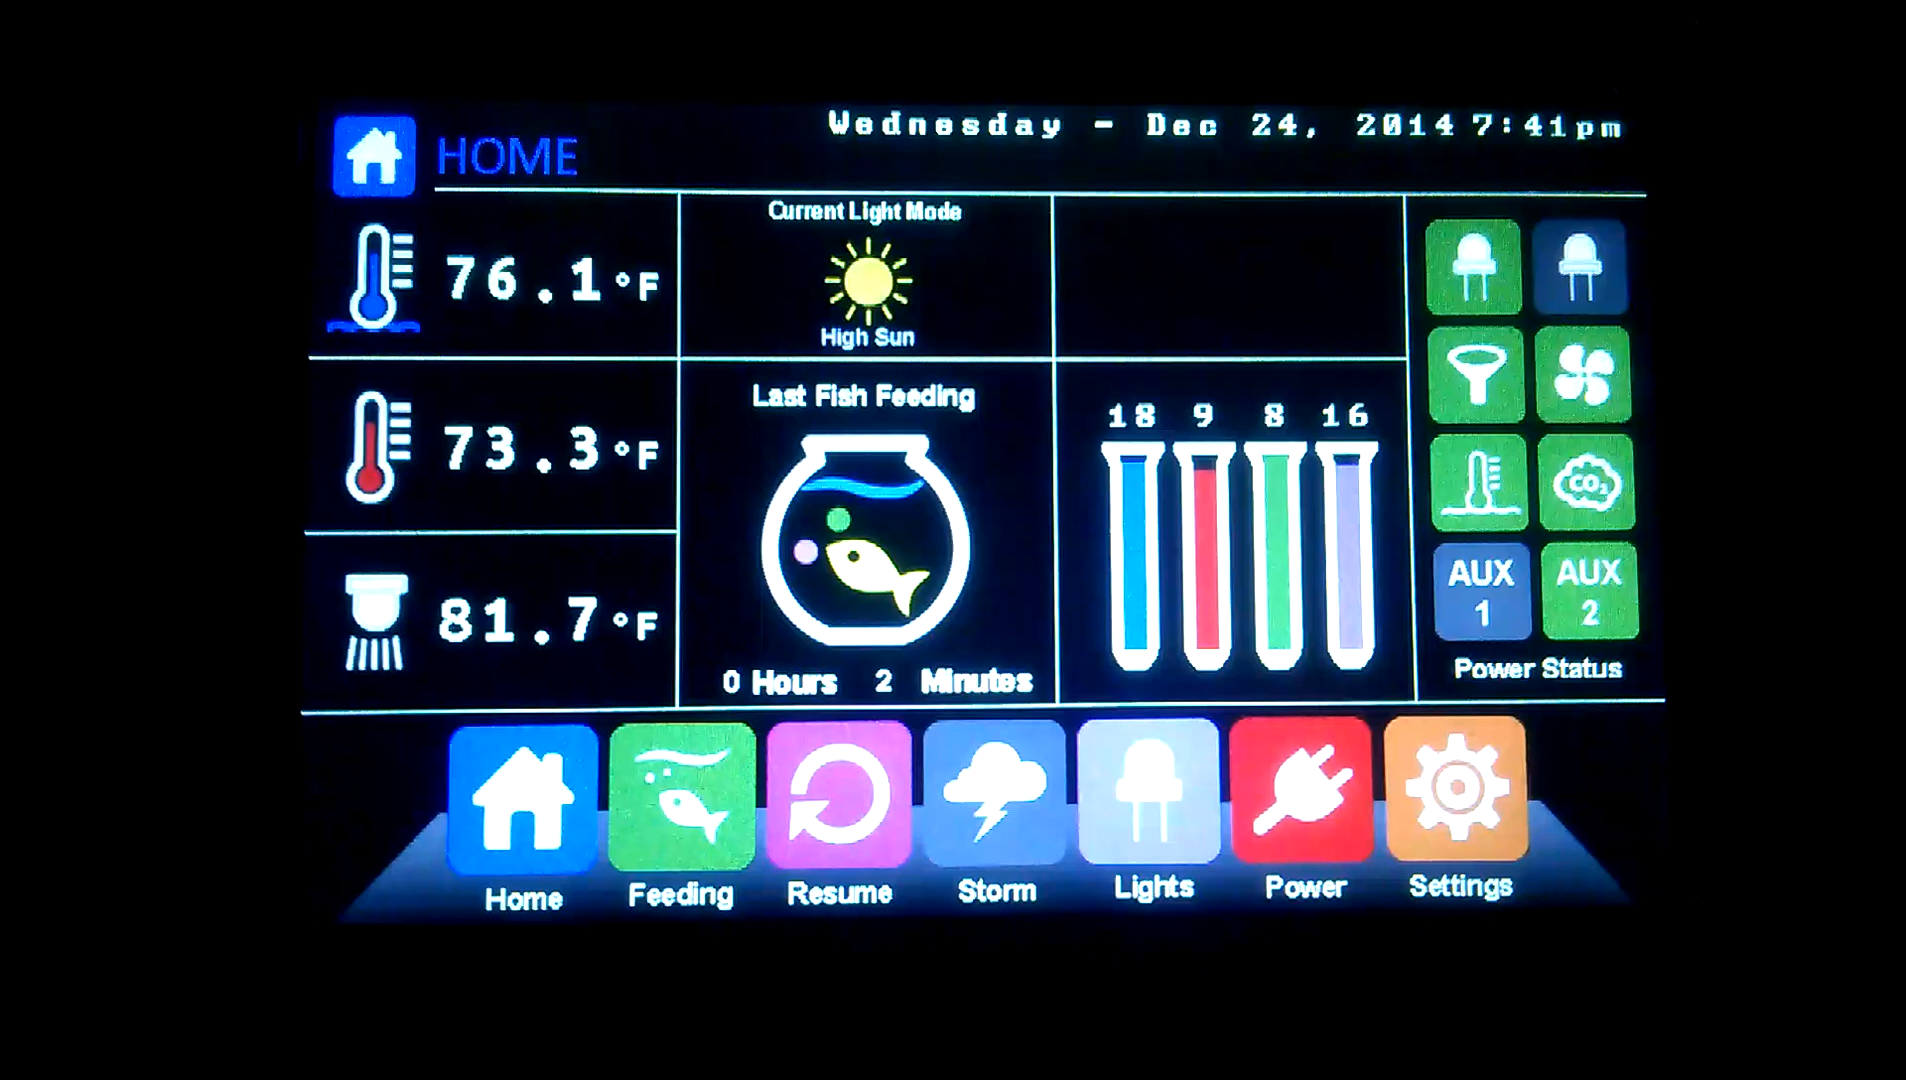 HOME
Wednesday - Dec 24, 2014 7:41pm
76.1°F
73.3°F
81.7°F
Current Light Mode
High Sun
Last Fish Feeding
0 Hours 2 Minutes
18 9 8 16
CO2
AUX 1
AUX 2
Power Status
Home Feeding Resume Storm Lights Power Settings